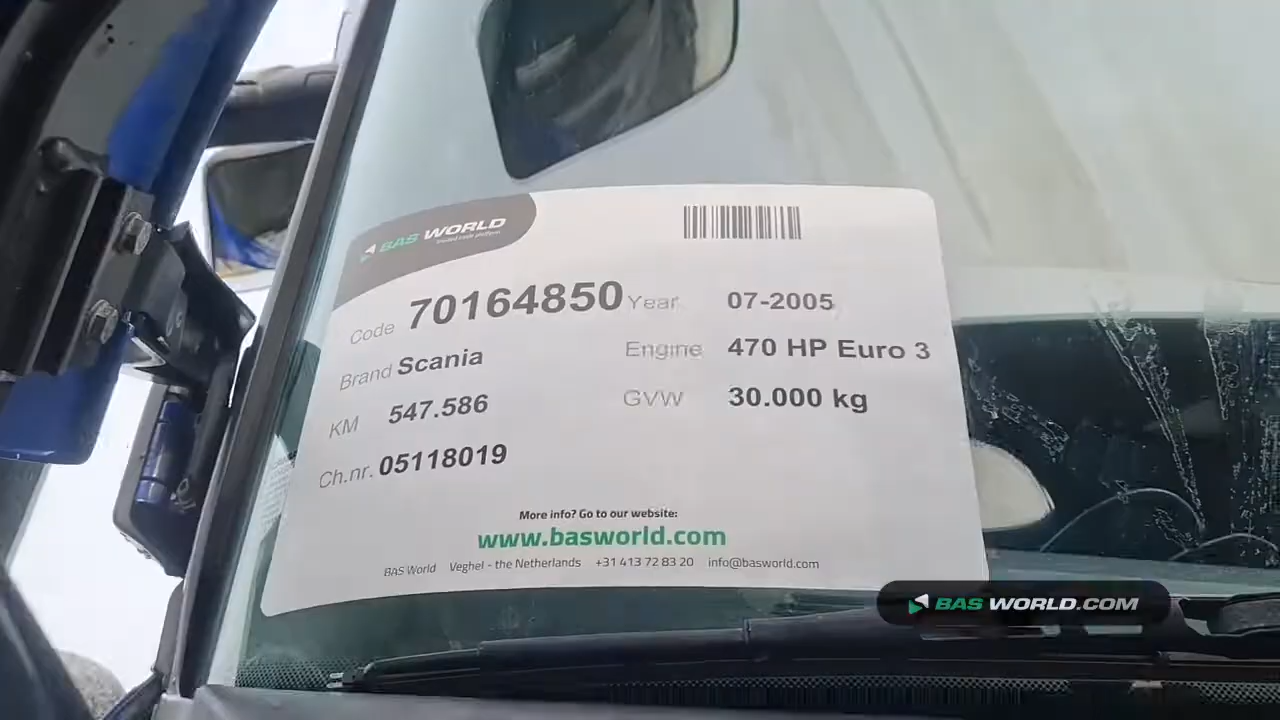 BAS WORLD
Code 70164850
Year 07-2005
Brand Scania
Engine 470 HP Euro 3
KM 547.586
GVW 30.000 kg
Ch.nr. 05118019
More info? Go to our website:
www.basworld.com
BAS World Veghel - the Netherlands +31 413 72 83 20 info@basworld.com
BAS WORLD.COM